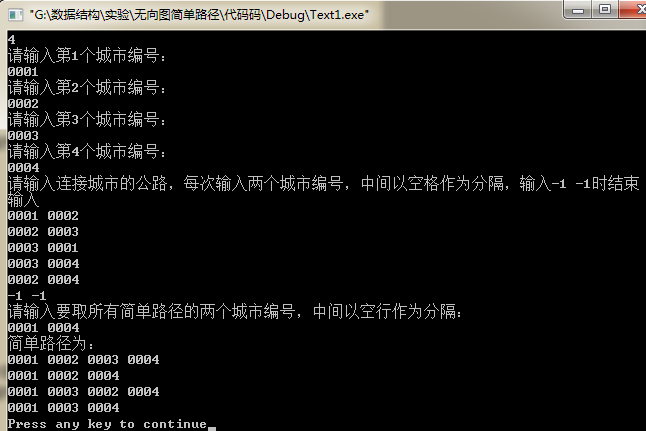 "G:\数据结构\实验\无向图简单路径\代码码\Debug\Text1.exe"
4
请输入第1个城市编号：
0001
请输入第2个城市编号：
0002
请输入第3个城市编号：
0003
请输入第4个城市编号：
0004
请输入连接城市的公路，每次输入两个城市编号，中间以空格作为分隔，输入-1 -1时结束
输入
0001 0002
0002 0003
0003 0001
0003 0004
0002 0004
-1 -1
请输入要取所有简单路径的两个城市编号，中间以空行作为分隔：
0001 0004
简单路径为：
0001 0002 0003 0004
0001 0002 0004
0001 0003 0002 0004
0001 0003 0004
Press any key to continue